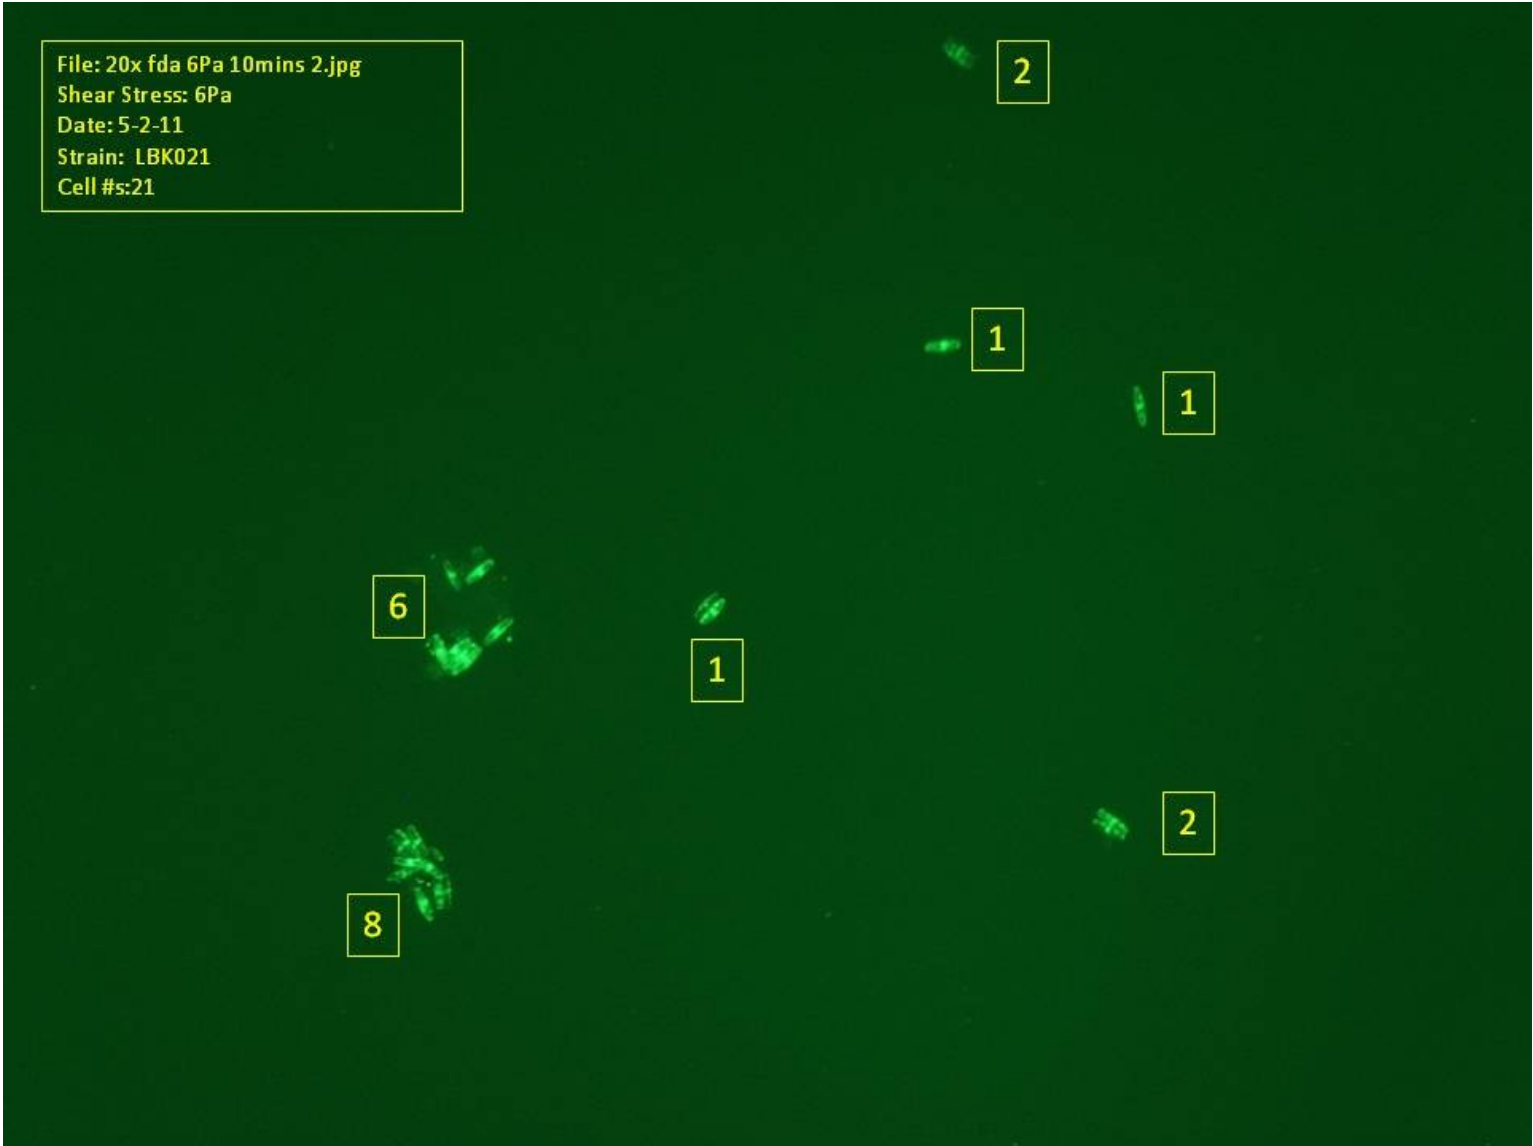 File: 20x fda 6Pa 10mins 2.jpg
Shear Stress: 6Pa
Date: 5-2-11
Strain:  LBK021
Cell #s:21
2
1
1
6
1
2
8